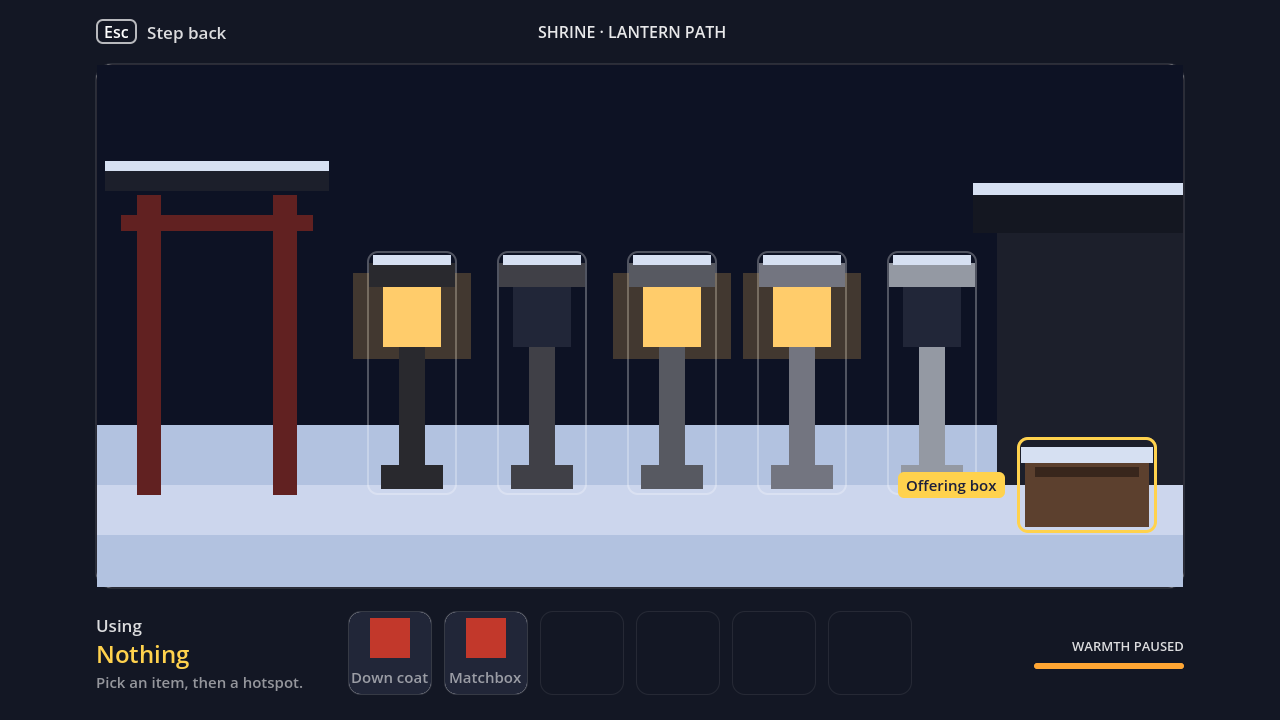 Esc Step back
SHRINE · LANTERN PATH
Offering box
Using
Nothing
Pick an item, then a hotspot.
Down coat
Matchbox
WARMTH PAUSED